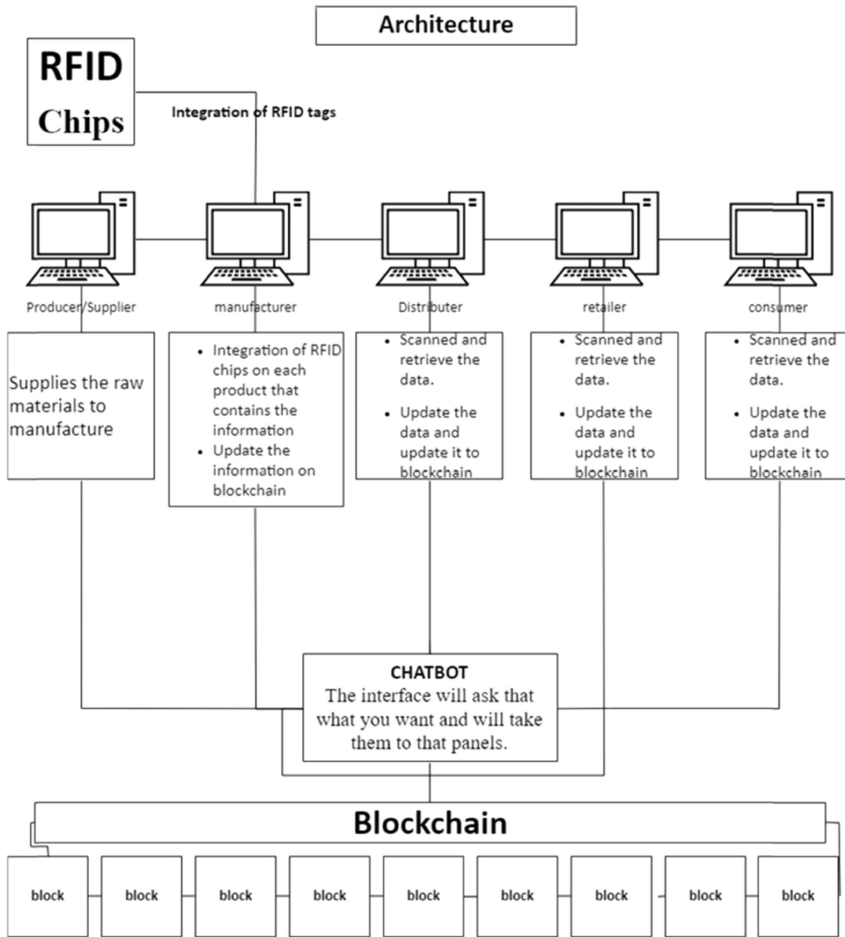 Architecture
RFID
Chips
Integration of RFID tags
Producer/Supplier
manufacturer
Distributer
retailer
consumer
Supplies the raw
materials to
manufacture
• Integration of RFID
chips on each
product that
contains the
information
• Update the
information on
blockchain
• Scanned and
retrieve the
data.
• Update the
data and
update it to
blockchain
• Scanned and
retrieve the
data.
• Update the
data and
update it to
blockchain
• Scanned and
retrieve the
data.
• Update the
data and
update it to
blockchain
CHATBOT
The interface will ask that
what you want and will take
them to that panels.
Blockchain
block
block
block
block
block
block
block
block
block